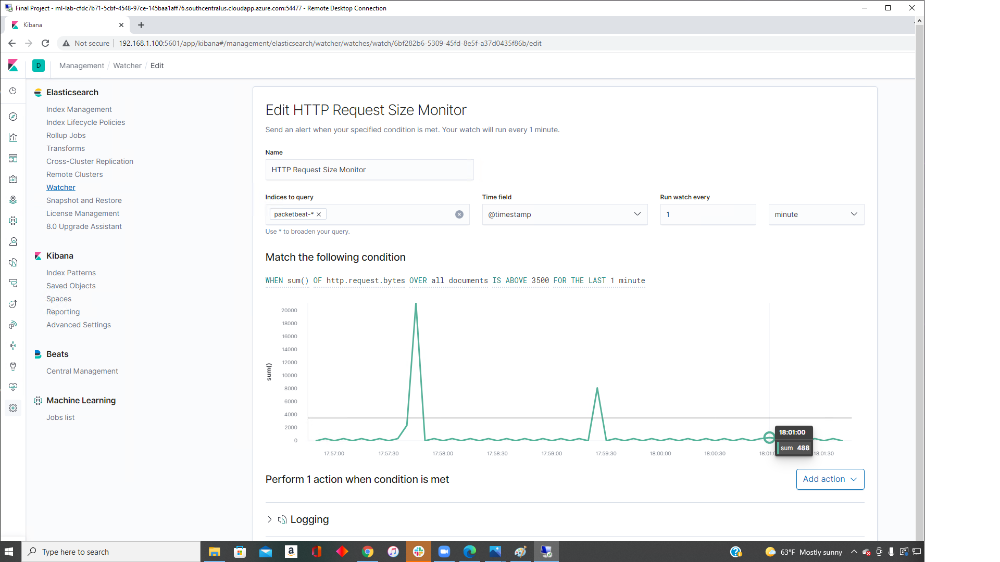 Final Project - ml-lab-cfdc7b71-5cbf-4548-97ce-145baa1aff76.southcentralus.cloudapp.azure.com:54477 - Remote Desktop Connection
Kibana
Not secure 192.168.1.100:5601/app/kibana#/management/elasticsearch/watcher/watches/watch/6bf282b6-5309-45fd-8e5f-a37d0435f86b/edit
D Management / Watcher / Edit
Elasticsearch
Index Management
Index Lifecycle Policies
Rollup Jobs
Transforms
Cross-Cluster Replication
Remote Clusters
Watcher
Snapshot and Restore
License Management
8.0 Upgrade Assistant
Kibana
Index Patterns
Saved Objects
Spaces
Reporting
Advanced Settings
Beats
Central Management
Machine Learning
Jobs list
Edit HTTP Request Size Monitor
Send an alert when your specified condition is met. Your watch will run every 1 minute.
Name
HTTP Request Size Monitor
Indices to query Time field Run watch every
packetbeat-* @timestamp 1 minute
Use * to broaden your query.
Match the following condition
WHEN sum() OF http.request.bytes OVER all documents IS ABOVE 3500 FOR THE LAST 1 minute
sum()
20000
18000
16000
14000
12000
10000
8000
6000
4000
2000
0
18:01:00
sum 488
17:57:00 17:57:30 17:58:00 17:58:30 17:59:00 17:59:30 18:00:00 18:00:30 18:01:0 18:01:30
Perform 1 action when condition is met
Add action
Logging
Type here to search
63°F Mostly sunny